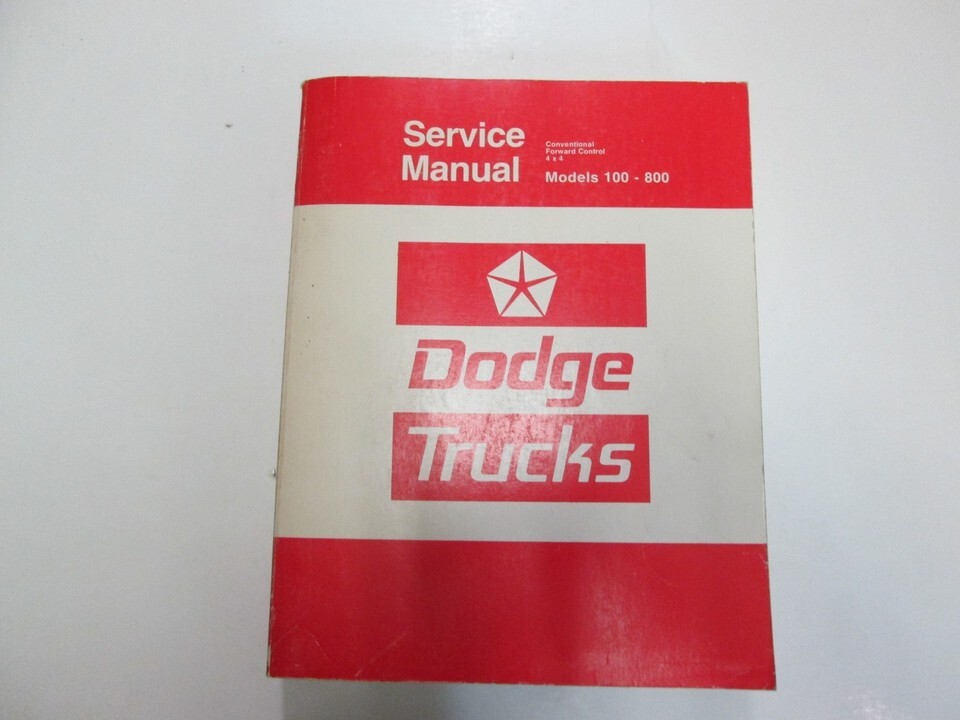 Service
Manual
Conventional
Forward Control
4 x 4
Models 100 - 800
Dodge
Trucks